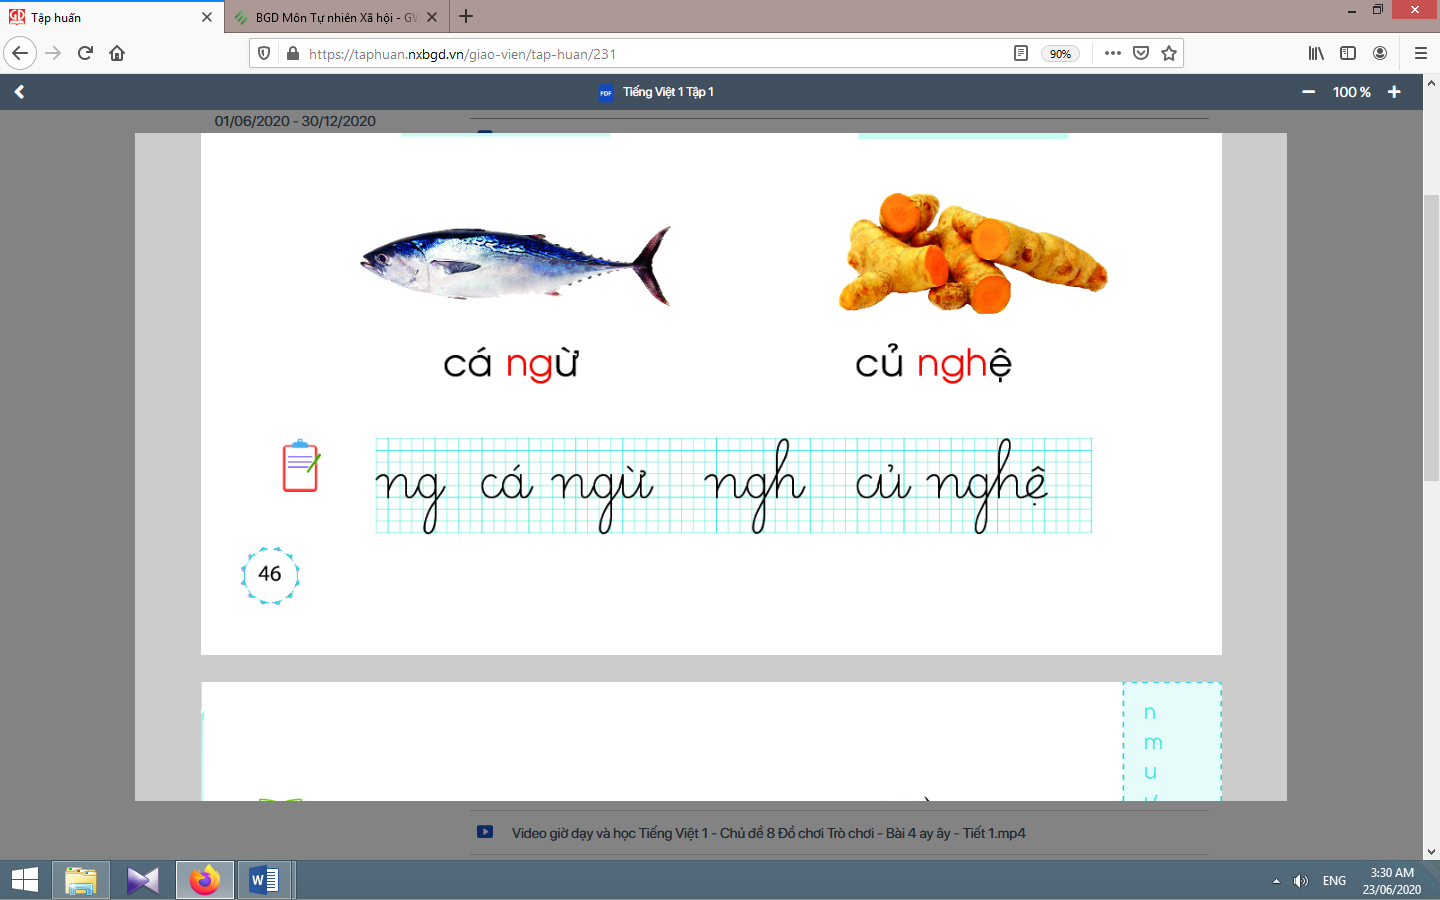 Tập huấn
BGD Môn Tự nhiên Xã hội - GV
https://taphuan.nxbgd.vn/giao-vien/tap-huan/231
90%
PDF
Tiếng Việt 1 Tập 1
100 %
01/06/2020 - 30/12/2020
cá ngừ
củ nghệ
ng cá ngừ ngh củ nghệ
46
n
m
u
Video giờ dạy và học Tiếng Việt 1 - Chủ đề 8 Đồ chơi Trò chơi - Bài 4 ay ây - Tiết 1.mp4
ENG
3:30 AM
23/06/2020